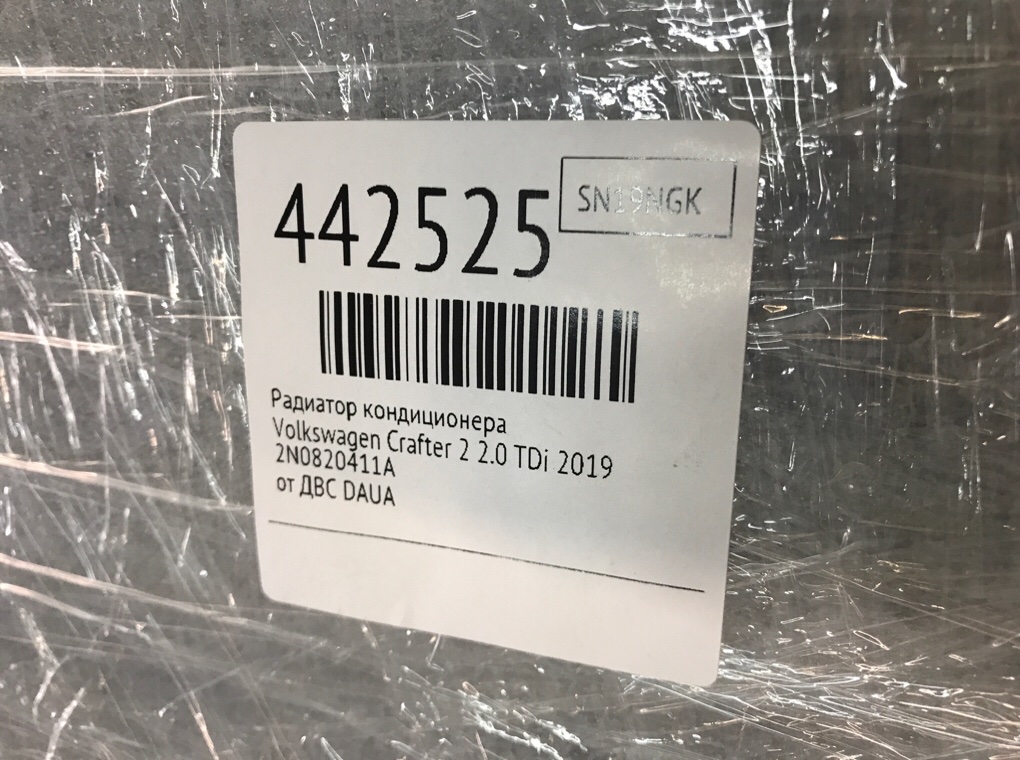 442525
SN19NGK
Радиатор кондиционера
Volkswagen Crafter 2 2.0 TDi 2019
2N0820411A
от ДВС DAUA